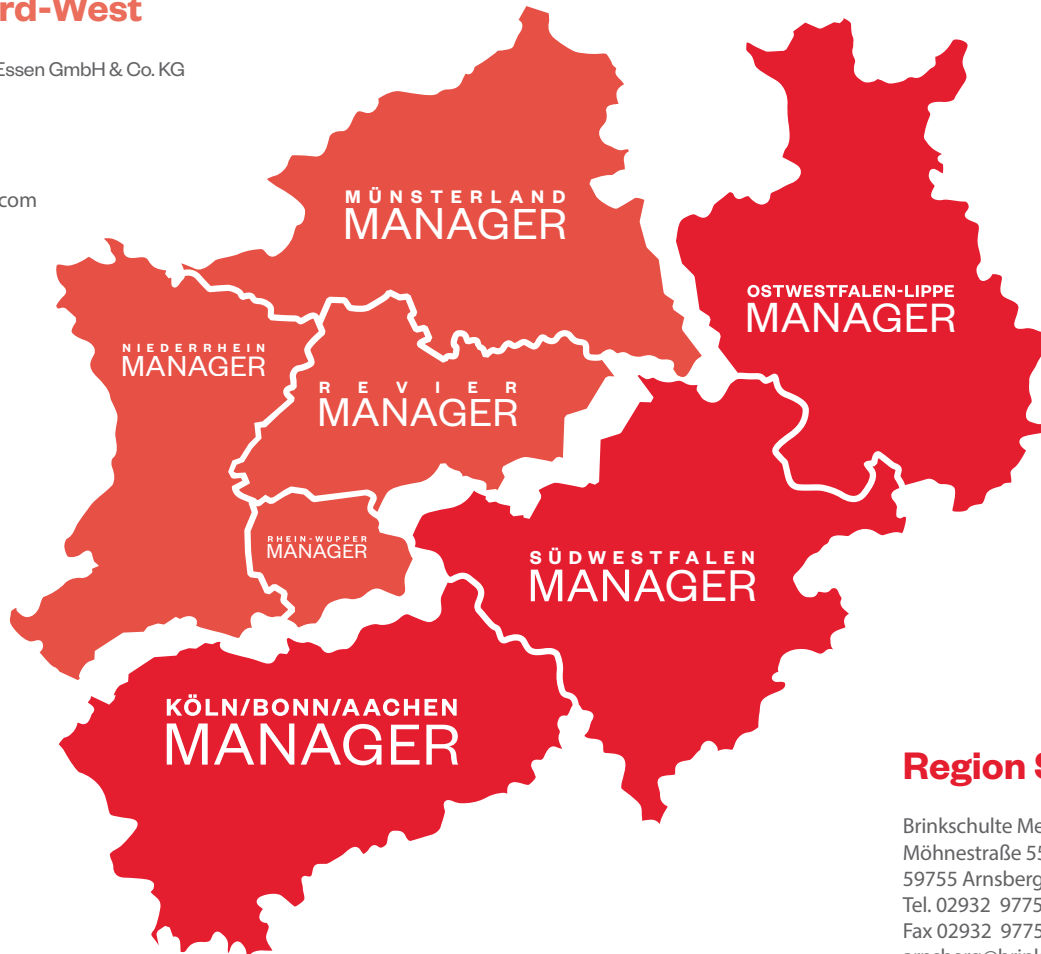 rd-West
Essen GmbH & Co. KG
com
MÜNSTERLAND
MANAGER
OSTWESTFALEN-LIPPE
MANAGER
NIEDERRHEIN
MANAGER
REVIER
MANAGER
RHEIN-WUPPER
MANAGER
SÜDWESTFALEN
MANAGER
KÖLN/BONN/AACHEN
MANAGER
Region
Brinkschulte Me
Möhnestraße 55
59755 Arnsberg
Tel. 02932 9775
Fax 02932 9775